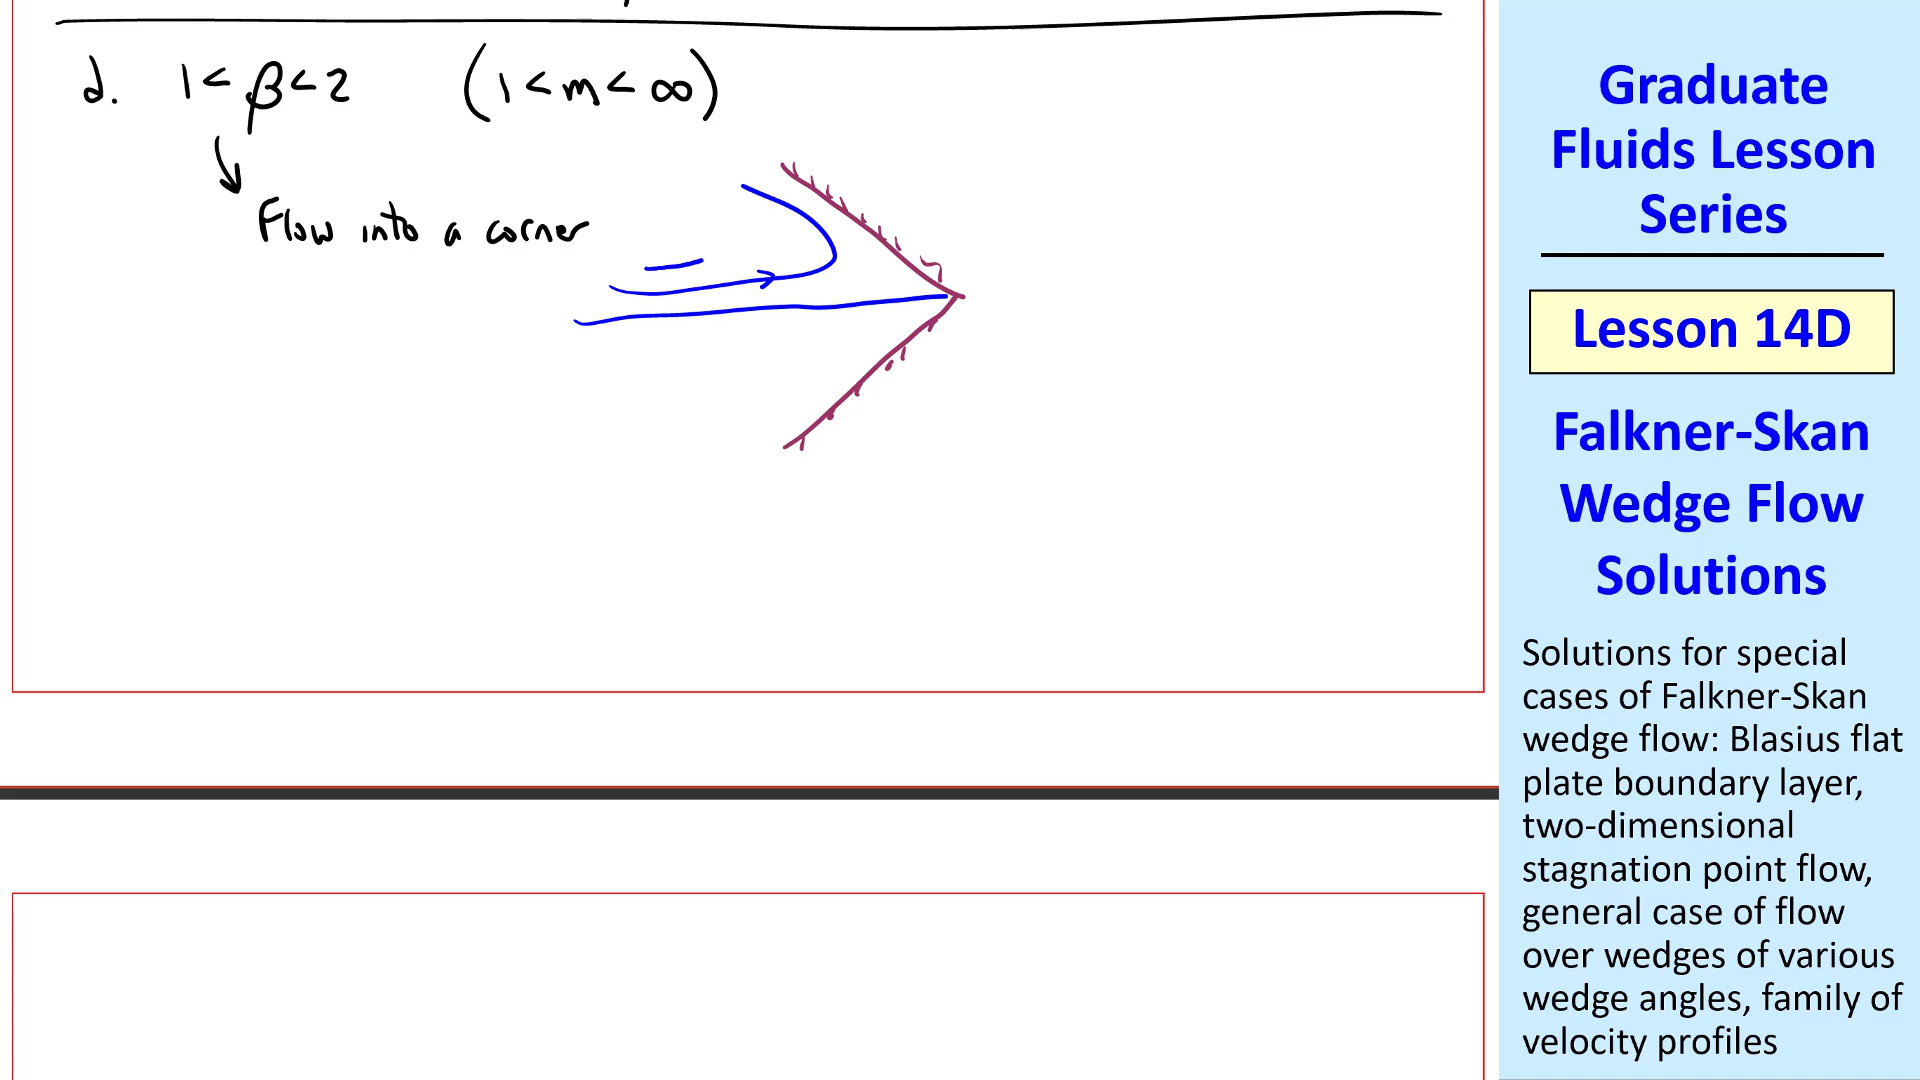 d. 1 < β < 2 (1 < m < ∞)
Flow into a corner
Graduate
Fluids Lesson
Series
Lesson 14D
Falkner-Skan
Wedge Flow
Solutions
Solutions for special
cases of Falkner-Skan
wedge flow: Blasius flat
plate boundary layer,
two-dimensional
stagnation point flow,
general case of flow
over wedges of various
wedge angles, family of
velocity profiles